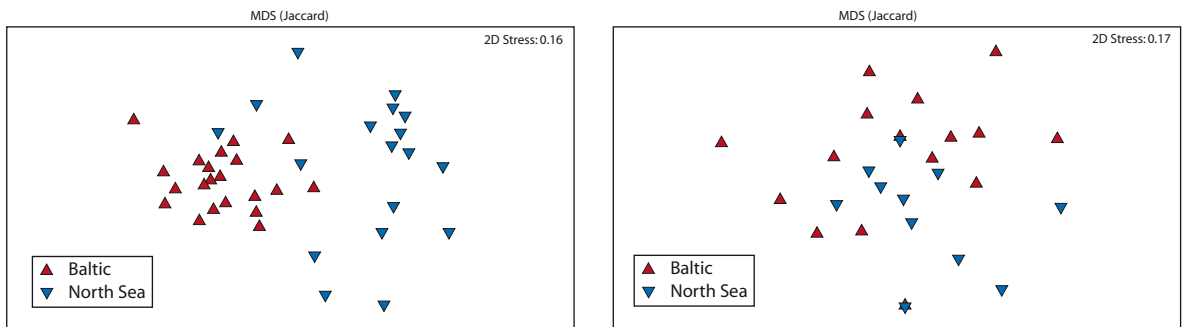 MDS (Jaccard)
2D Stress: 0.16
Baltic
North Sea
MDS (Jaccard)
2D Stress: 0.17
Baltic
North Sea